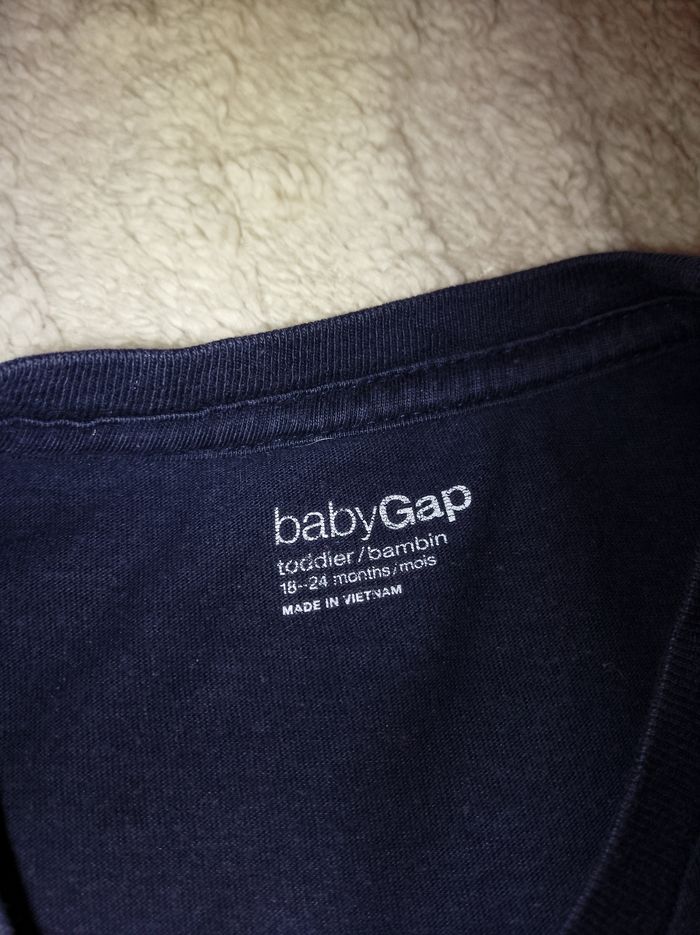 babyGap
toddler/bambin
18--24 months/mois
MADE IN VIETNAM